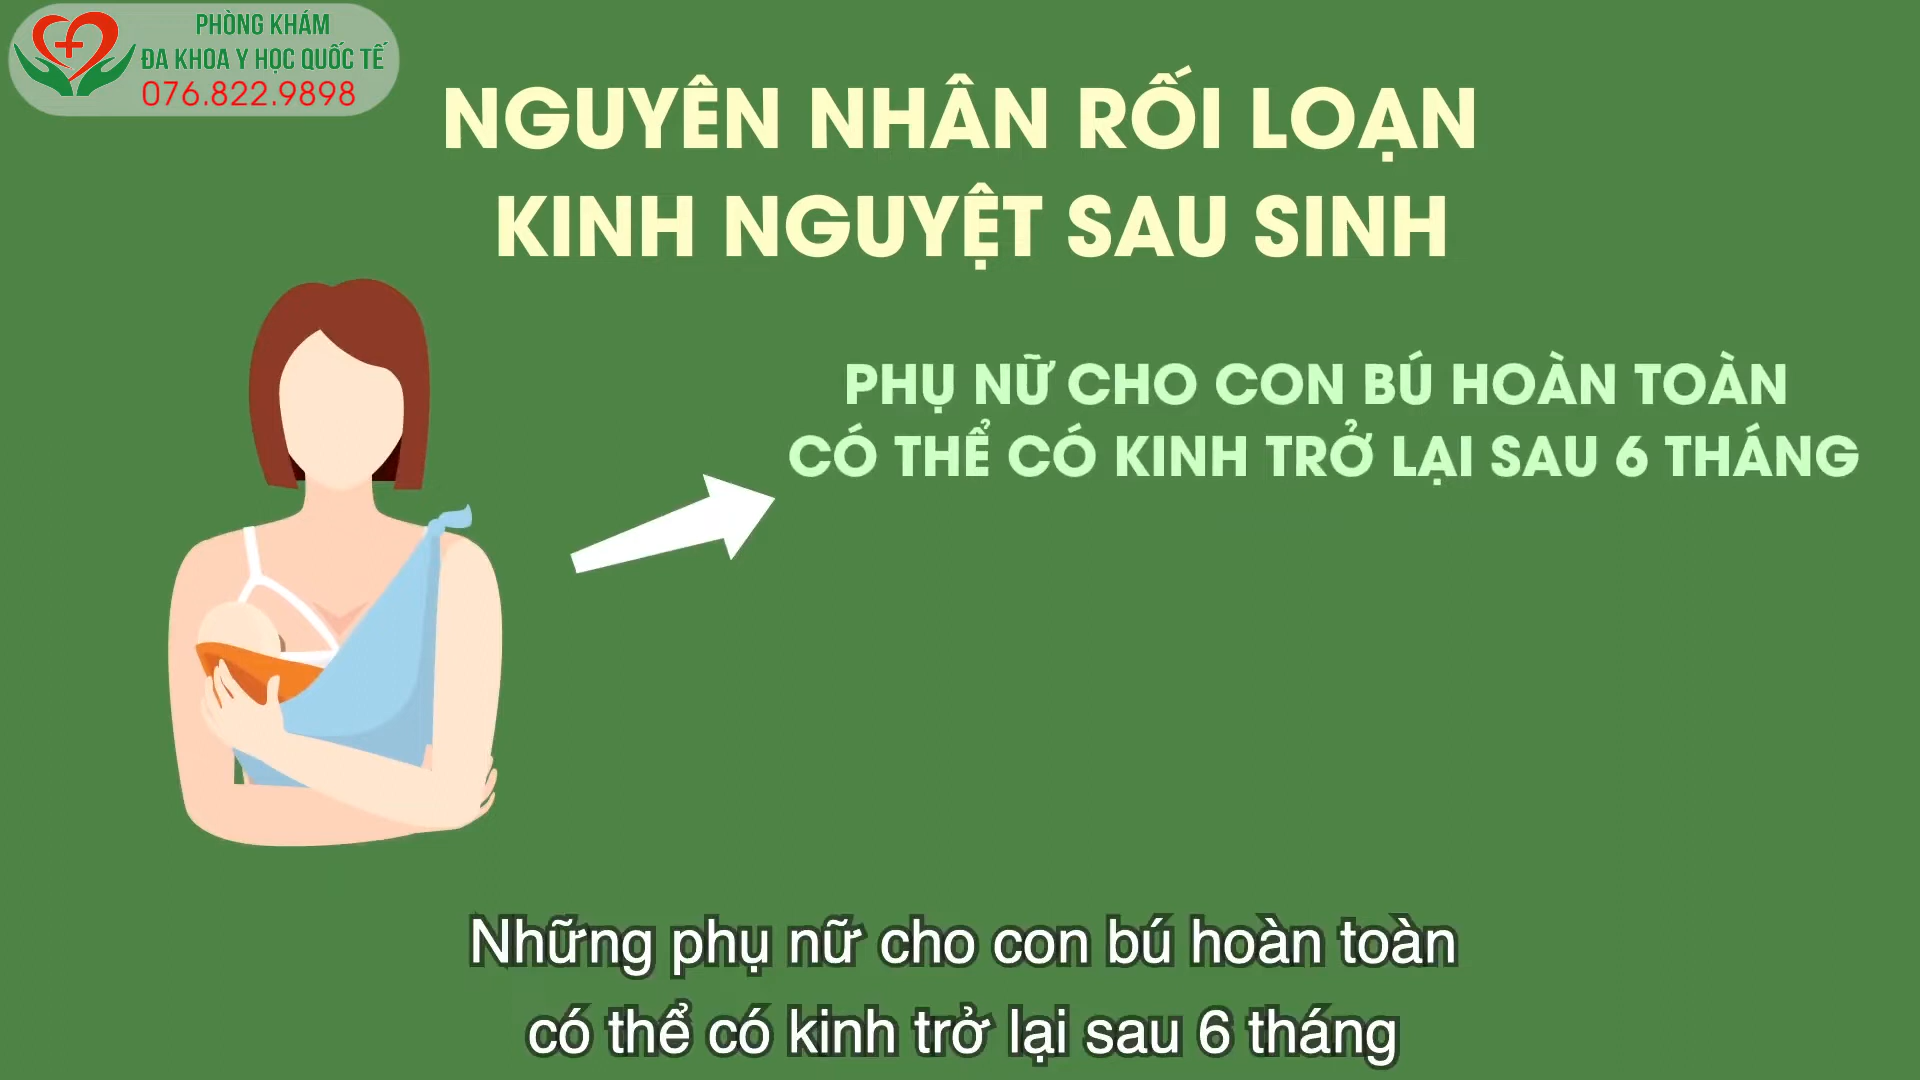 PHÒNG KHÁM
ĐA KHOA Y HỌC QUỐC TẾ
076.822.9898
NGUYÊN NHÂN RỐI LOẠN
KINH NGUYỆT SAU SINH
PHỤ NỮ CHO CON BÚ HOÀN TOÀN
CÓ THỂ CÓ KINH TRỞ LẠI SAU 6 THÁNG
Những phụ nữ cho con bú hoàn toàn
có thể có kinh trở lại sau 6 tháng